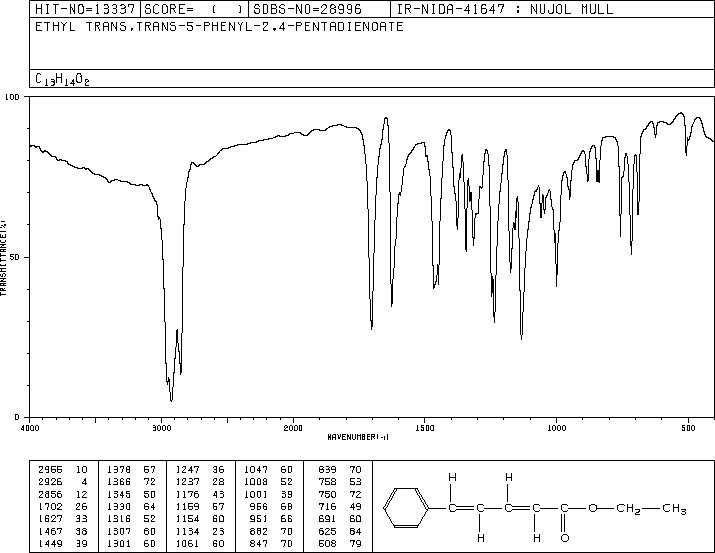 HIT-NO=13337 SCORE= ( ) SDBS-NO=28996 IR-NIDA-41647 : NUJOL MULL
ETHYL TRANS,TRANS-5-PHENYL-2,4-PENTADIENOATE
C₁₃H₁₄O₂
100
50
0
TRANSMITTANCE(%)
4000 3000 2000 1500 1000 500
WAVENUMBER(-1)
2955 10 1378 57 1247 36 1047 60 839 70
2926 4 1366 72 1237 28 1008 52 758 53
2856 12 1345 50 1176 43 1001 39 750 72
1702 26 1330 64 1169 57 966 68 716 49
1627 33 1316 52 1154 60 951 66 691 60
1467 38 1307 60 1134 23 882 70 625 84
1449 39 1301 60 1061 60 847 70 508 79
H H
C C C C C O CH₂ CH₃
H H O